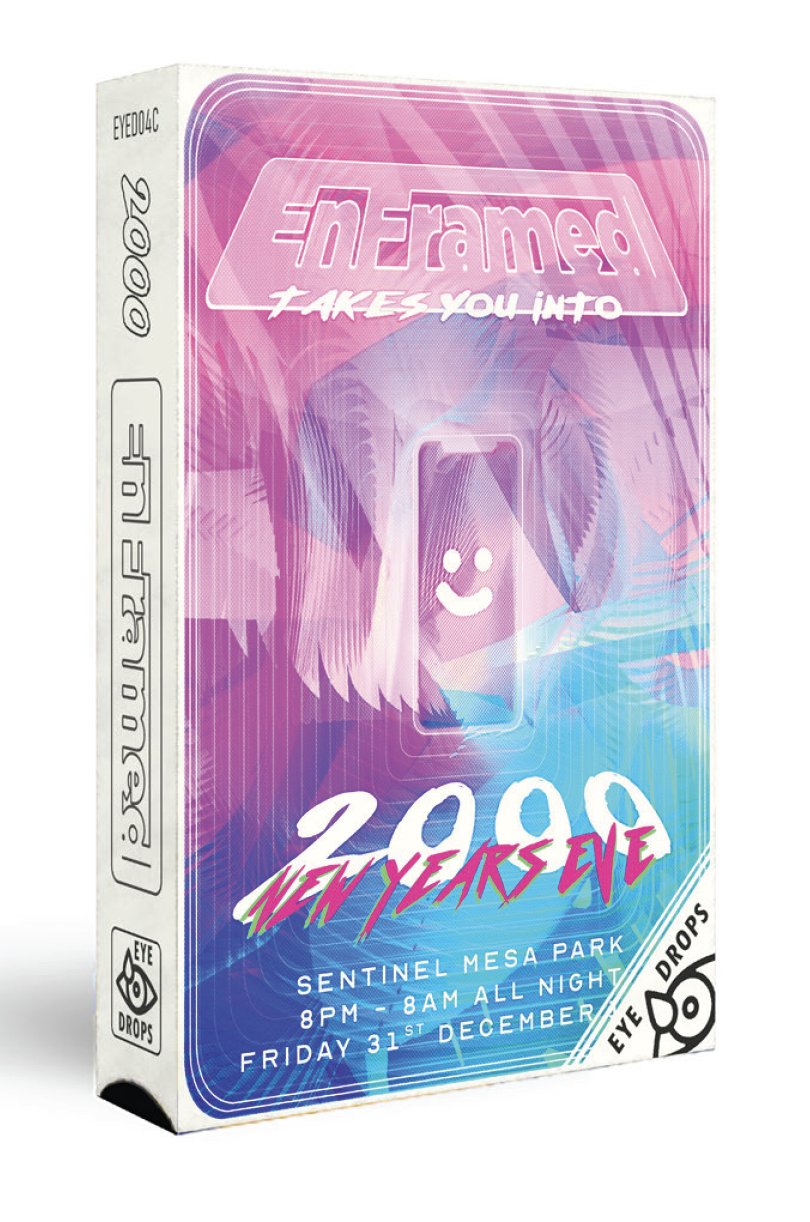 EYED04C
2000
EnFramed
EYE
DROPS
EnFramed
TAKES YOU INTO
2000
NEW YEARS EVE
SENTINEL MESA PARK
8PM - 8AM ALL NIGHT
FRIDAY 31ST DECEMBER
EYE DROPS